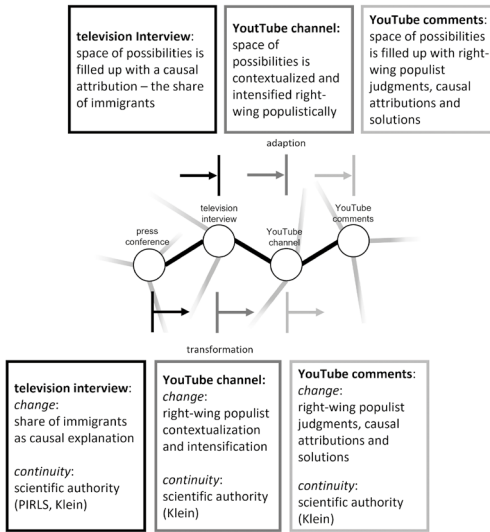 television Interview:
space of possibilities is
filled up with a causal
attribution – the share
of immigrants
YoutTube channel:
space of
possibilities is
contextualized and
intensified right-
wing populistically
YouTube comments:
space of possibilities
is filled up with right-
wing populist
judgments, causal
attributions and
solutions
adaption
television
interview
YouTube
comments
press
conference
YouTube
channel
transformation
television interview:
change:
share of immigrants
as causal explanation
continuity:
scientific authority
(PIRLS, Klein)
YouTube channel:
change:
right-wing populist
contextualization
and intensification
continuity:
scientific authority
(Klein)
YouTube comments:
change:
right-wing populist
judgments, causal
attributions and
solutions
continuity:
scientific authority
(Klein)